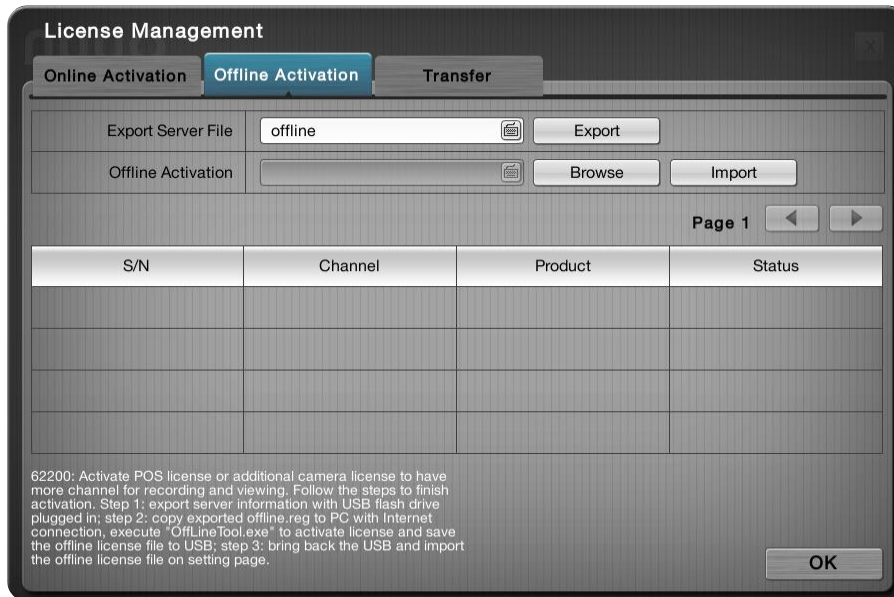 License Management
Online Activation
Offline Activation
Transfer
Export Server File
offline
Export
Offline Activation
Browse
Import
Page 1
S/N
Channel
Product
Status
62200: Activate POS license or additional camera license to have
more channel for recording and viewing. Follow the steps to finish
activation. Step 1: export server information with USB flash drive
plugged in; step 2: copy exported offline.reg to PC with Internet
connection, execute "OffLineTool.exe" to activate license and save
the offline license file to USB; step 3: bring back the USB and import
the offline license file on setting page.
OK